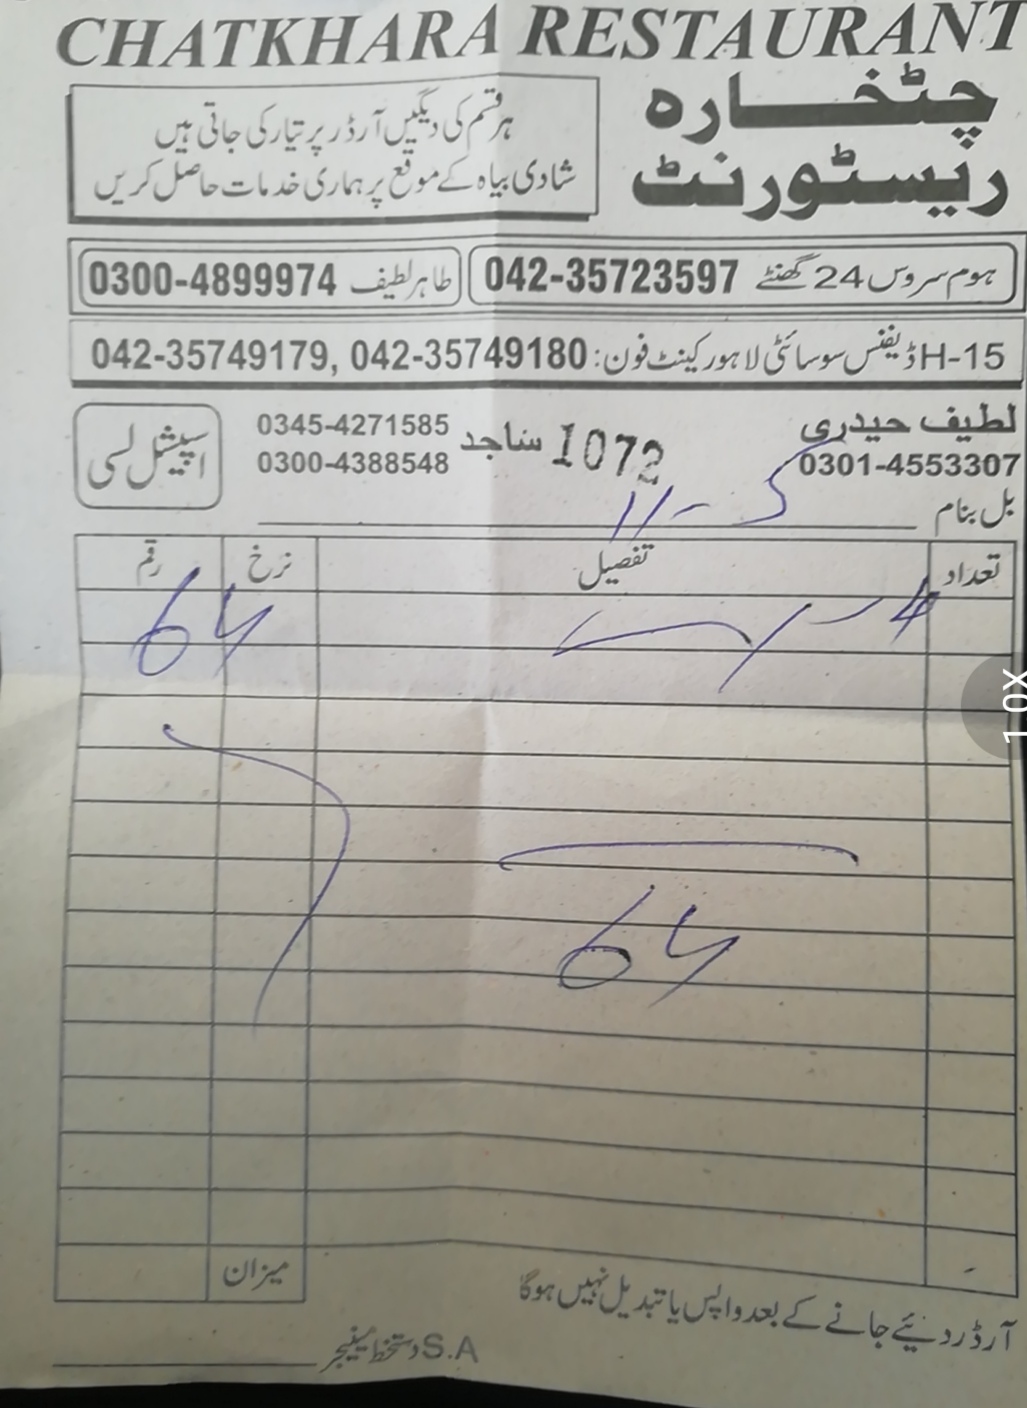 CHATKHARA RESTAURANT
چٹخارہ
ریسٹورنٹ
ہر قسم کی دیگیں آرڈر پر تیار کی جاتی ہیں
شادی بیاہ کے موقع پر ہماری خدمات حاصل کریں
ہوم سروس 24 گھنٹے 042-35723597
طاہر لطیف 0300-4899974
H-15 ڈیفنس سوسائٹی لاہور کینٹ فون: 042-35749179, 042-35749180
لطیف حیدری
0301-4553307
1072
ساجد
0345-4271585
0300-4388548
اسپیشل لسی
بل بنام
11-5
تعداد تفصیل نرخ رقم
4
64
64
میزان
آرڈر دیئے جانے کے بعد واپس یا تبدیل نہیں ہوگا
S.A دستخط مینیجر
1.0X